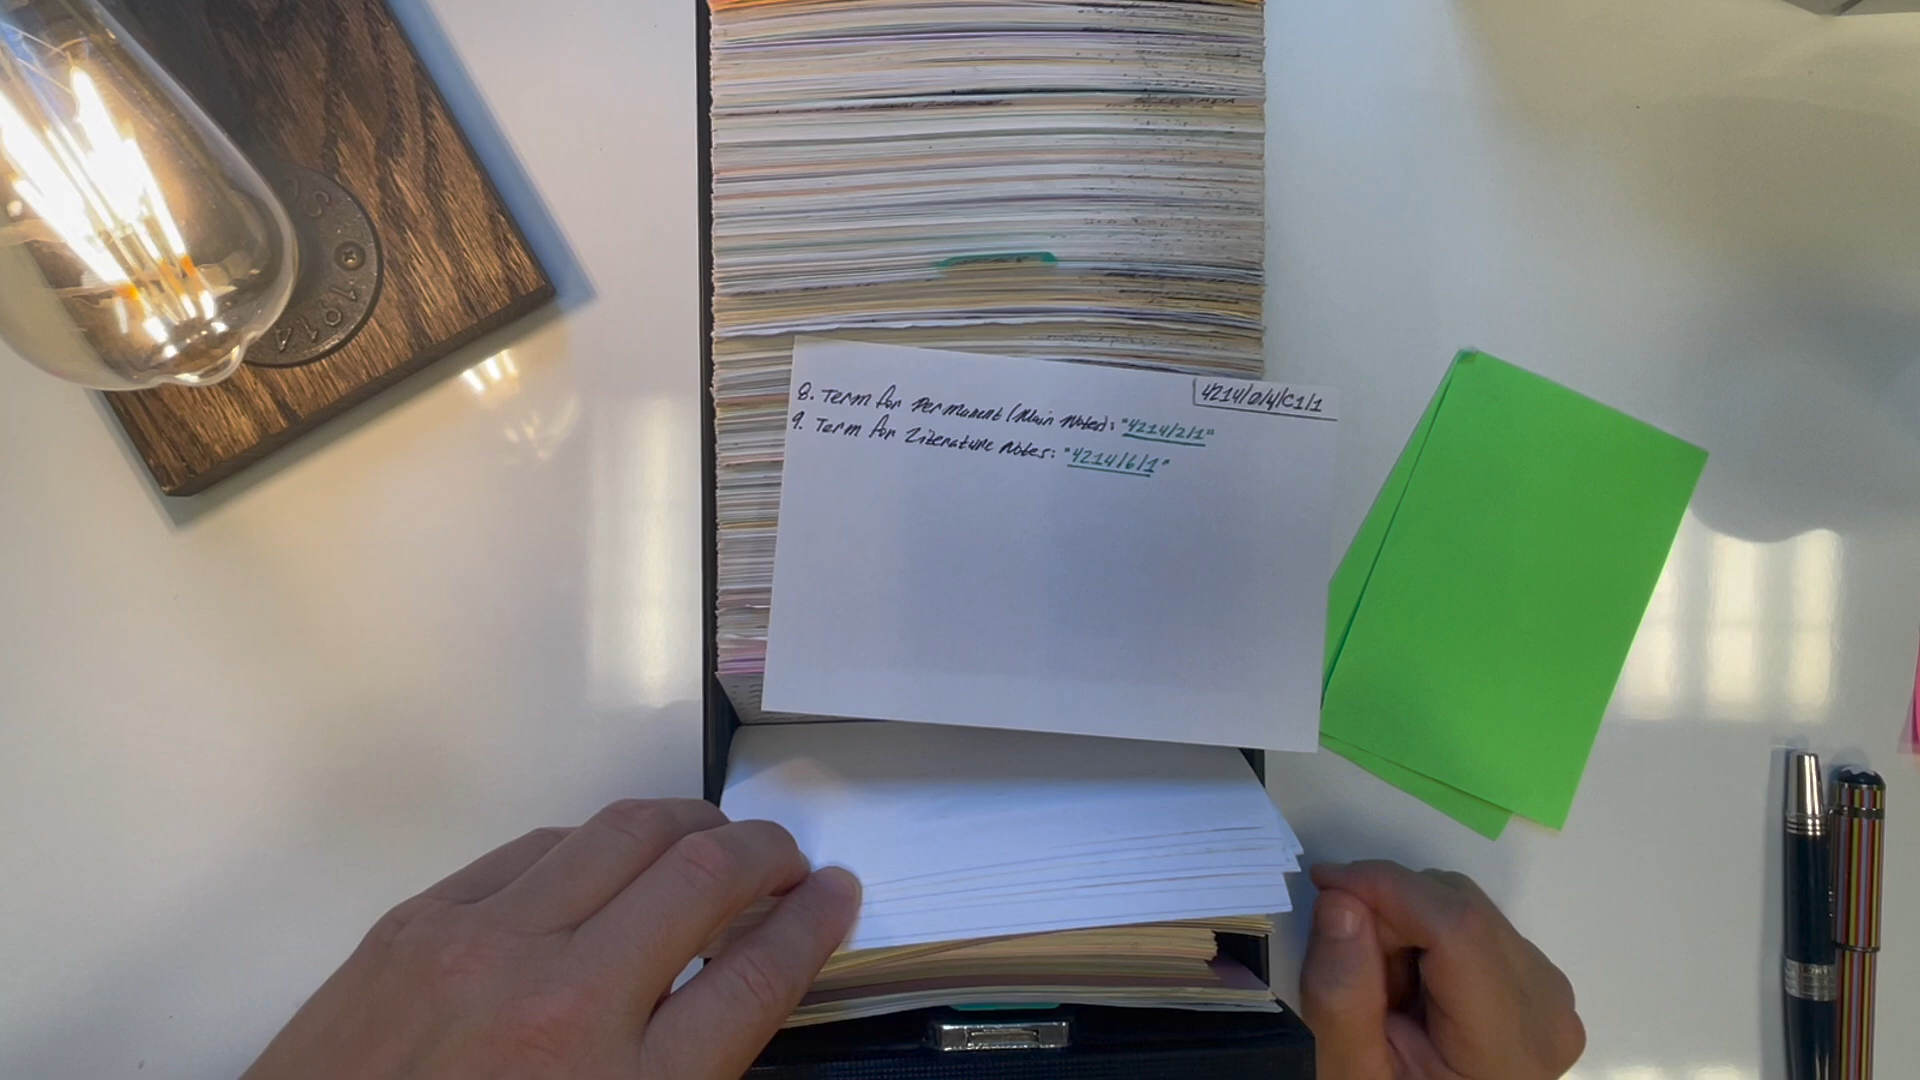 4214/0/4/C1/1
8. Term for Permanent (Main Notes): "4214/2/1"
9. Term for Literature Notes: "4214/6/1"
1914